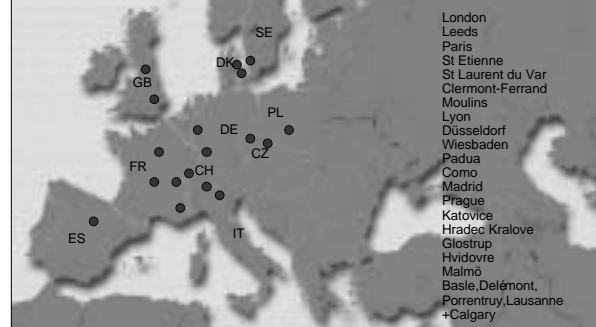 SE
DK
GB
PL
DE
CZ
FR
CH
IT
ES
London
Leeds
Paris
St Etienne
St Laurent du Var
Clermont-Ferrand
Moulins
Lyon
Düsseldorf
Wiesbaden
Padua
Como
Madrid
Prague
Katovice
Hradec Kralove
Glostrup
Hvidovre
Malmö
Basle,Delémont,
Porrentruy,Lausanne
+Calgary